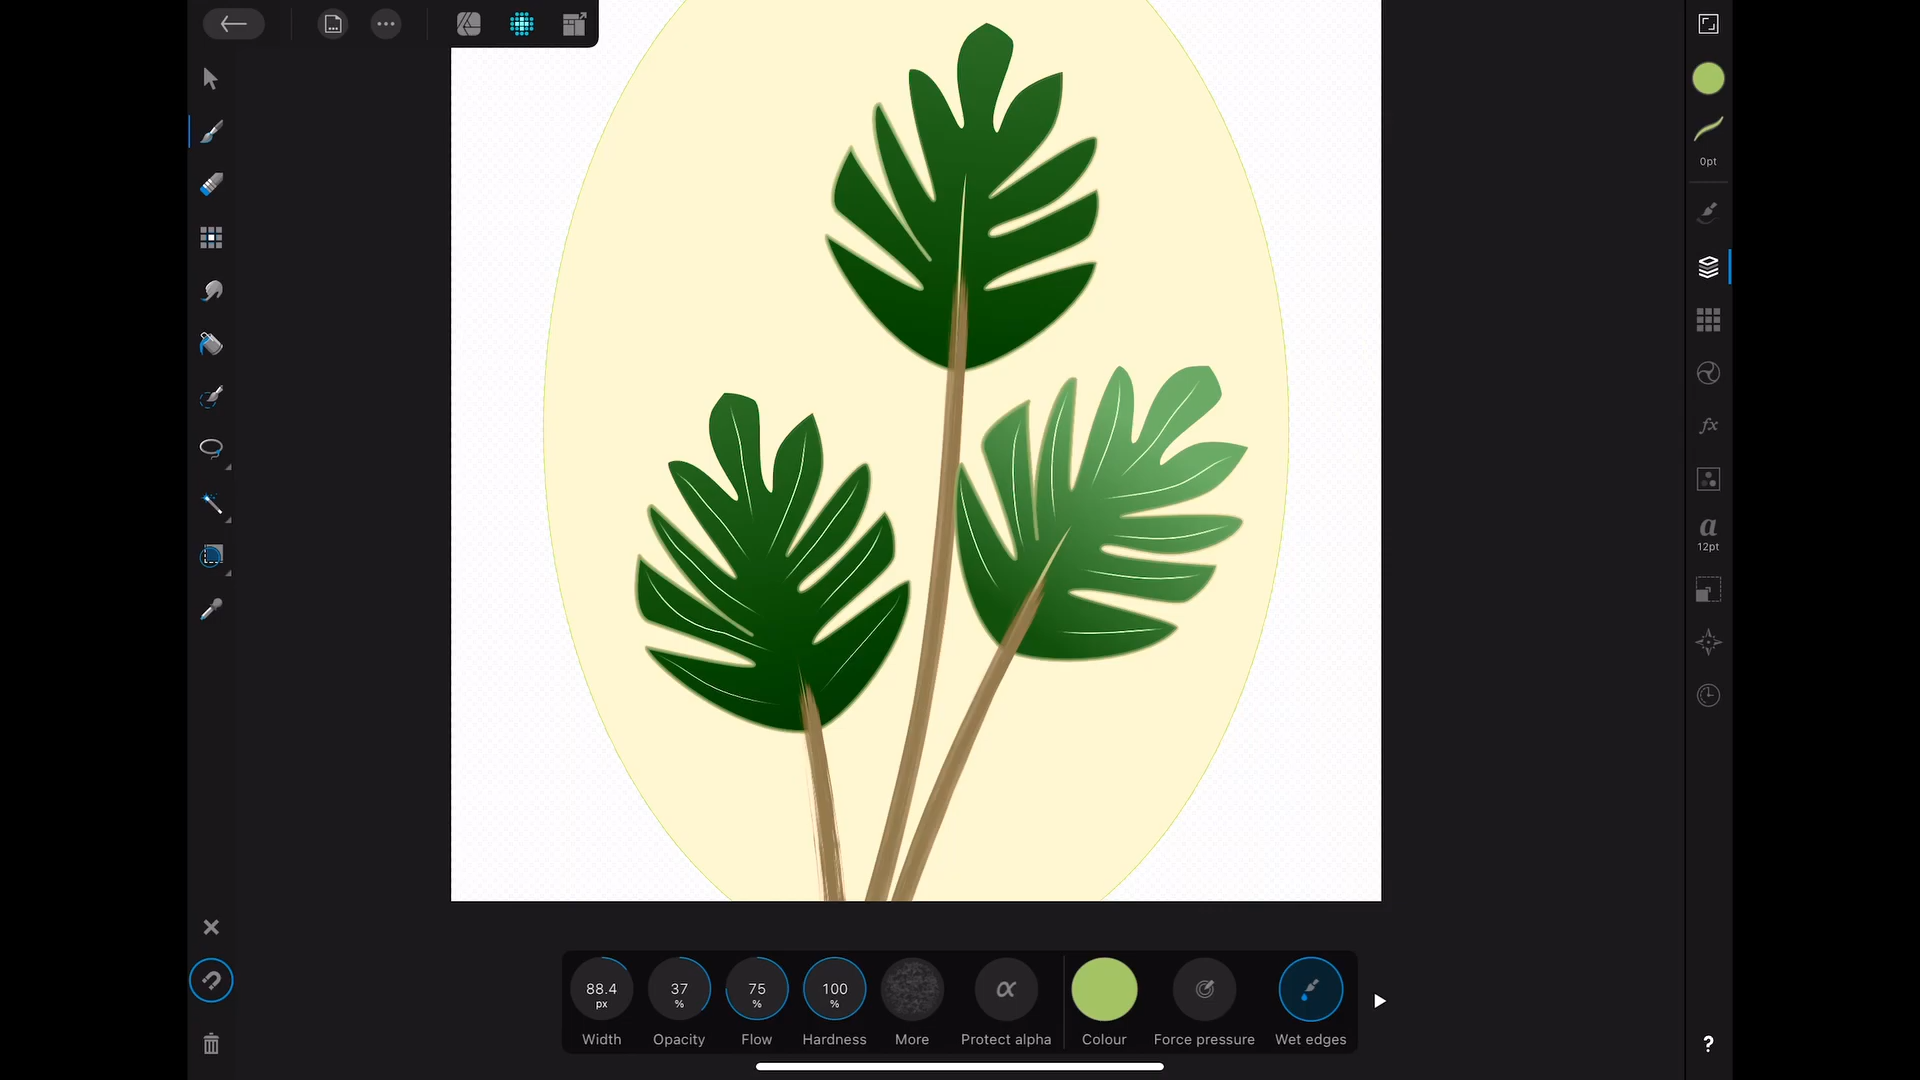 0pt
fx
a
12pt
88.4 px
37 %
75 %
100 %
α
Width
Opacity
Flow
Hardness
More
Protect alpha
Colour
Force pressure
Wet edges
?